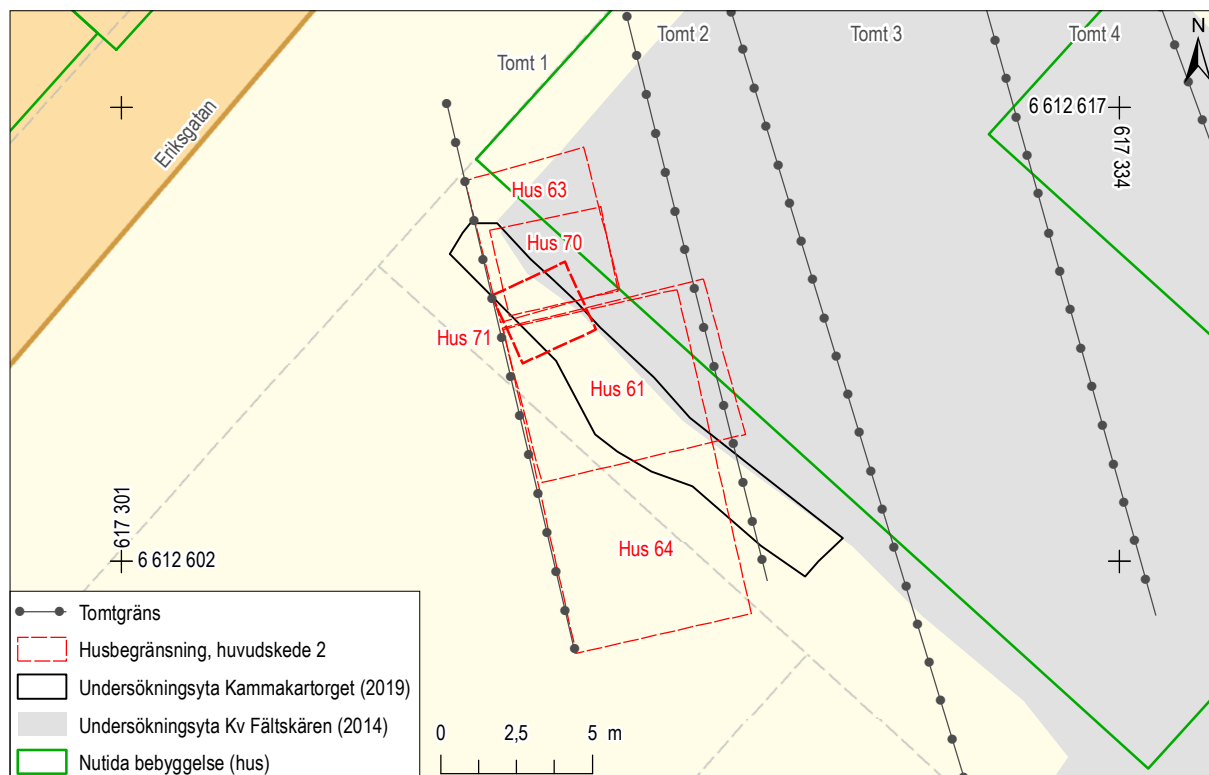 Tomt 1
Tomt 2
Tomt 3
Tomt 4
N
Eriksgatan
6 612 617
617 334
Hus 63
Hus 70
Hus 71
Hus 61
Hus 64
617 301
6 612 602
Tomtgräns
Husbegränsning, huvudskede 2
Undersökningsyta Kammakartorget (2019)
Undersökningsyta Kv Fältskären (2014)
Nutida bebyggelse (hus)
0 2,5 5 m